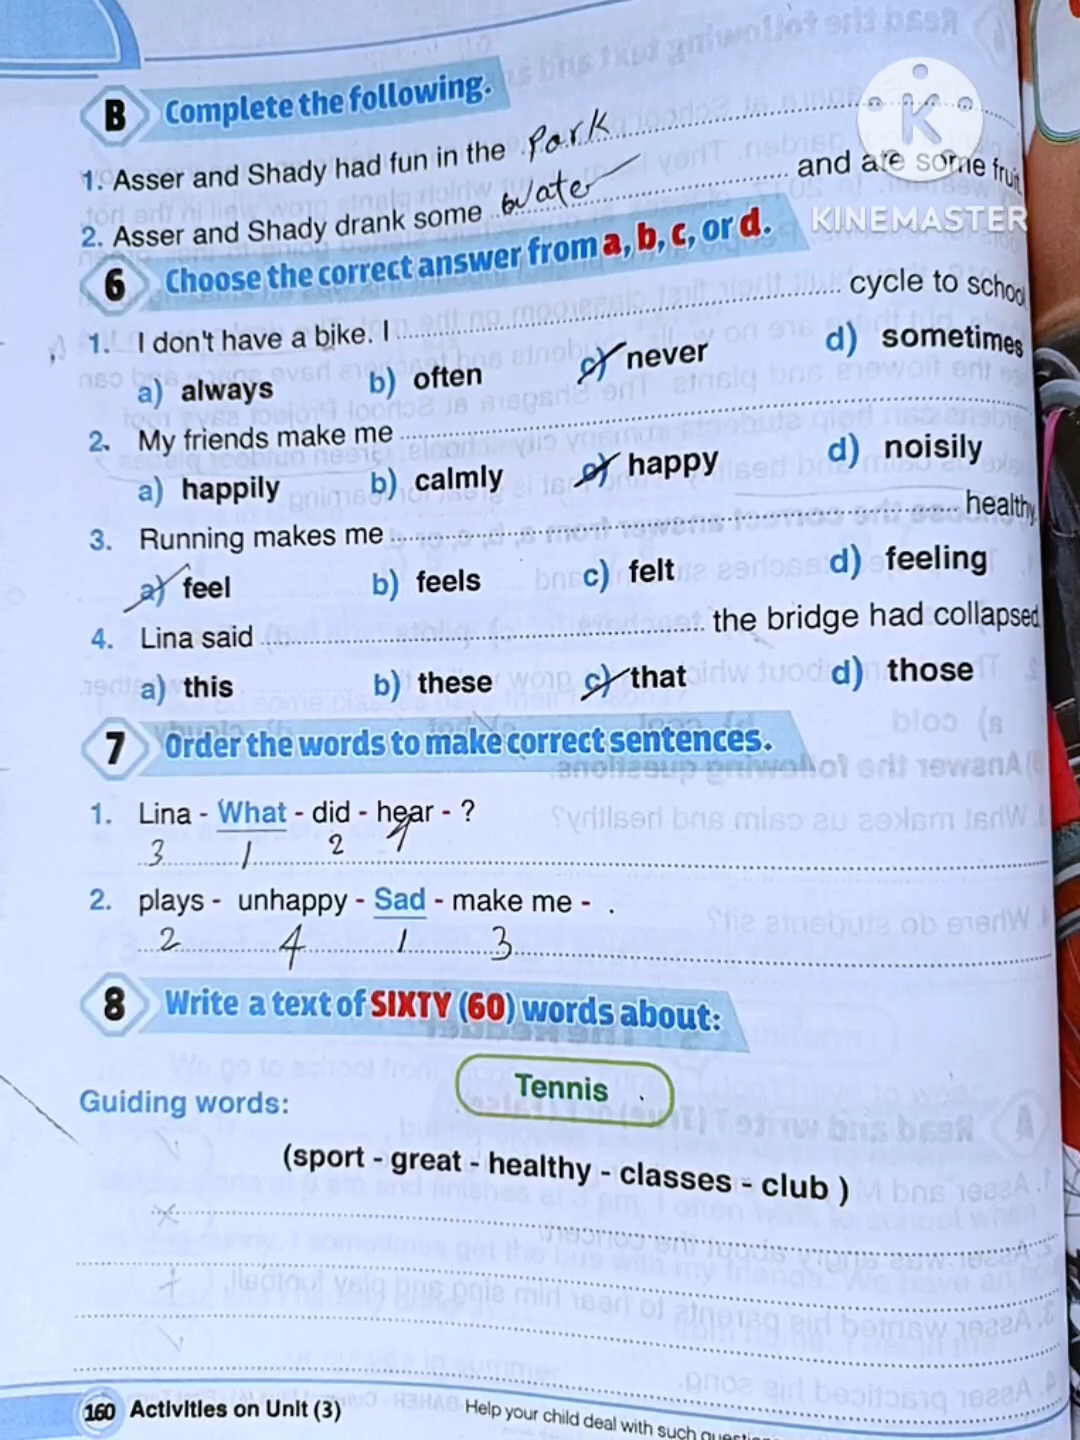 B Complete the following.
1. Asser and Shady had fun in the Park
2. Asser and Shady drank some water and ate some fruit.
K
KINEMASTER
6 Choose the correct answer from a, b, c, or d.
1. I don't have a bike. I cycle to school
a) always b) often c) never d) sometimes
2. My friends make me
a) happily b) calmly c) happy d) noisily
3. Running makes me healthy.
a) feel b) feels c) felt d) feeling
4. Lina said the bridge had collapsed
a) this b) these c) that d) those
7 Order the words to make correct sentences.
1. Lina - What - did - hear - ?
3 1 2 4
2. plays - unhappy - Sad - make me - .
2 4 1 3
8 Write a text of SIXTY (60) words about:
Tennis
Guiding words:
(sport - great - healthy - classes - club )
160 Activities on Unit (3)
Help your child deal with such